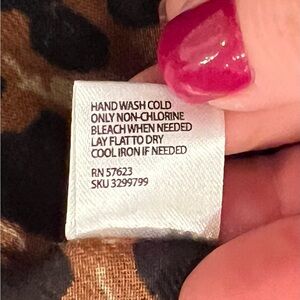 HAND WASH COLD
ONLY NON-CHLORINE
BLEACH WHEN NEEDED
LAY FLAT TO DRY
COOL IRON IF NEEDED
RN 57623
SKU 3299799